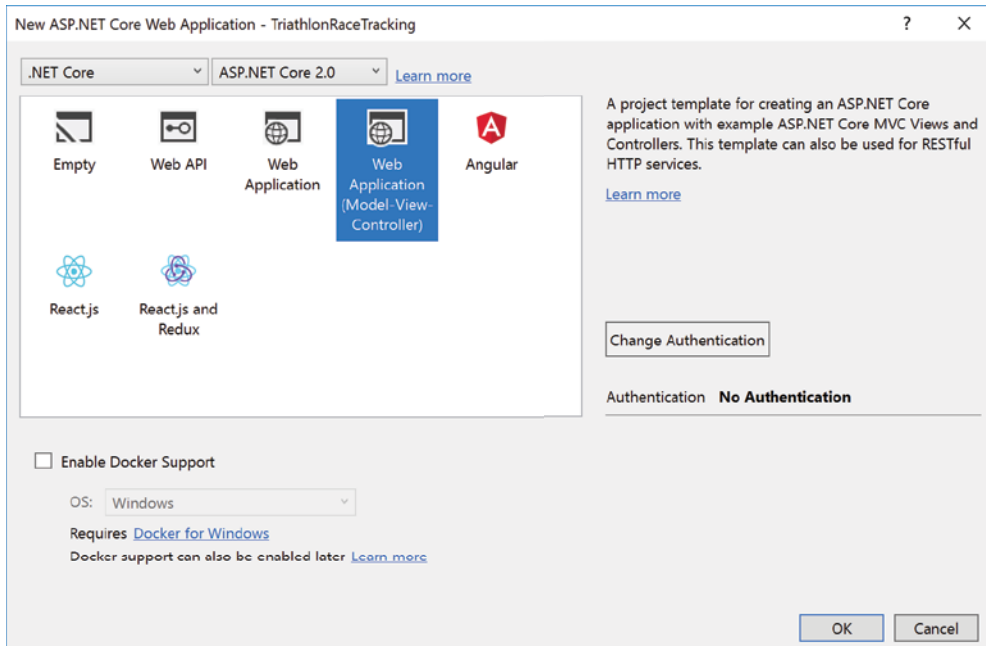 New ASP.NET Core Web Application - TriathlonRaceTracking
?
.NET Core
ASP.NET Core 2.0
Learn more
Empty
Web API
Web
Application
Web
Application
(Model-View-
Controller)
Angular
React.js
React.js and
Redux
A project template for creating an ASP.NET Core
application with example ASP.NET Core MVC Views and
Controllers. This template can also be used for RESTful
HTTP services.
Learn more
Change Authentication
Authentication No Authentication
Enable Docker Support
OS: Windows
Requires Docker for Windows
Docker support can also be enabled later Learn more
OK
Cancel